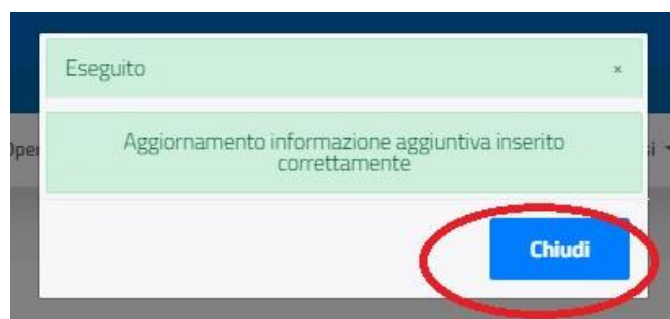 Eseguito ×
Aggiornamento informazione aggiuntiva inserito
correttamente
Chiudi